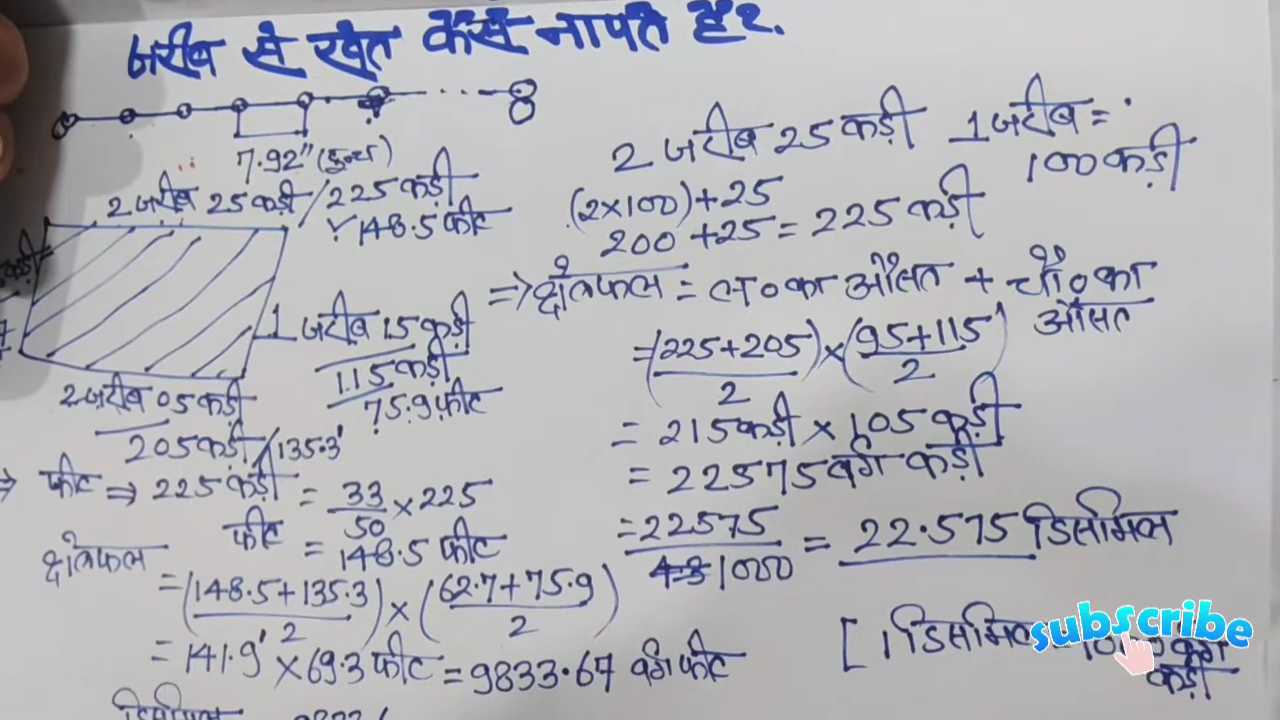 जरीब से खेत कैसे नापते हैं?.
7.92" (इन्च)
2 जरीब 25 कड़ी / 225 कड़ी
148.5 फीट
1 जरीब 15 कड़ी
115 कड़ी
75.9 फीट
2 जरीब 05 कड़ी
205 कड़ी / 135.3'
⇒ फीट ⇒ 225 कड़ी = 33/50 × 225
फीट = 148.5 फीट
क्षेत्रफल
= (148.5+135.3/2) × (62.7+75.9/2)
= 141.9' × 69.3 फीट = 9833.67 वर्ग फीट
2 जरीब 25 कड़ी 1 जरीब =
100 कड़ी
(2×100)+25
200 +25 = 225 कड़ी
⇒ क्षेत्रफल = ल० का औसत + चौ० का
औसत
= (225+205/2) × (95+115/2)
= 215 कड़ी × 105 कड़ी
= 22575 वर्ग कड़ी
= 22575/1000 = 22.575 डिसमिल
[1 डिसमिल
subscribe
कड़ी